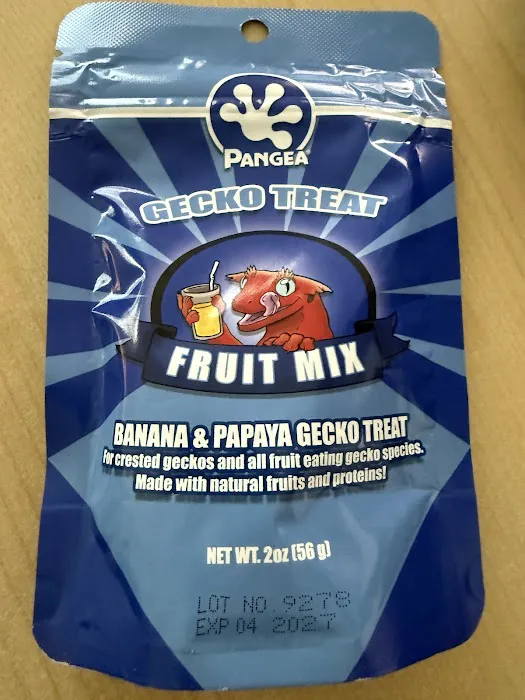 PANGEA
GECKO TREAT
FRUIT MIX
BANANA & PAPAYA GECKO TREAT
For crested geckos and all fruit eating gecko species.
Made with natural fruits and proteins!
NET WT. 2oz (56 g)
LOT NO. 9278
EXP 04 2027